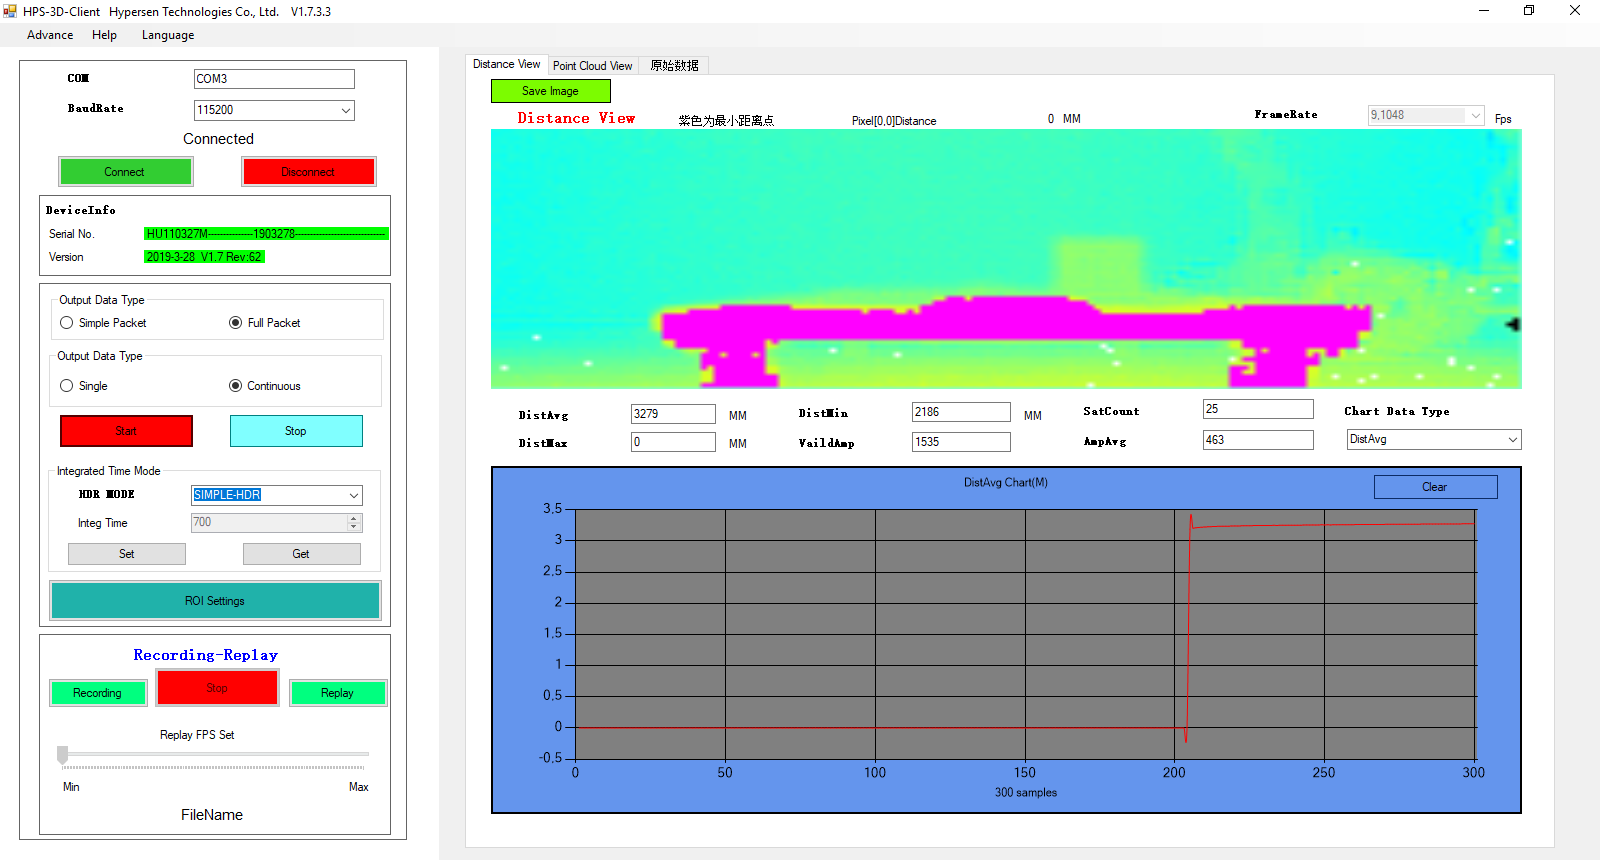 HPS-3D-Client   Hypersen Technologies Co., Ltd.   V1.7.3.3
Advance   Help   Language
COM   COM3
BaudRate   115200
Connected
Connect   Disconnect
DeviceInfo
Serial No.   HU110327M---------------1903278------------------------------
Version   2019-3-28  V1.7 Rev:62
Output Data Type
Simple Packet   Full Packet
Output Data Type
Single   Continuous
Start   Stop
Integrated Time Mode
HDR MODE   SIMPLE-HDR
Integ Time   700
Set   Get
ROI Settings
Recording-Replay
Recording   Stop   Replay
Replay FPS Set
Min   Max
FileName
Distance View   Point Cloud View   原始数据
Save Image
Distance View   紫色为最小距离点   Pixel[0,0]Distance   0   MM   FrameRate   9,1048   Fps
DistAvg   3279   MM   DistMin   2186   MM   SatCount   25   Chart Data Type
DistMax   0   MM   VaildAmp   1535   AmpAvg   463   DistAvg
DistAvg Chart(M)
Clear
3,5
3
2,5
2
1,5
1
0,5
0
-0,5
0   50   100   150   200   250   300
300 samples